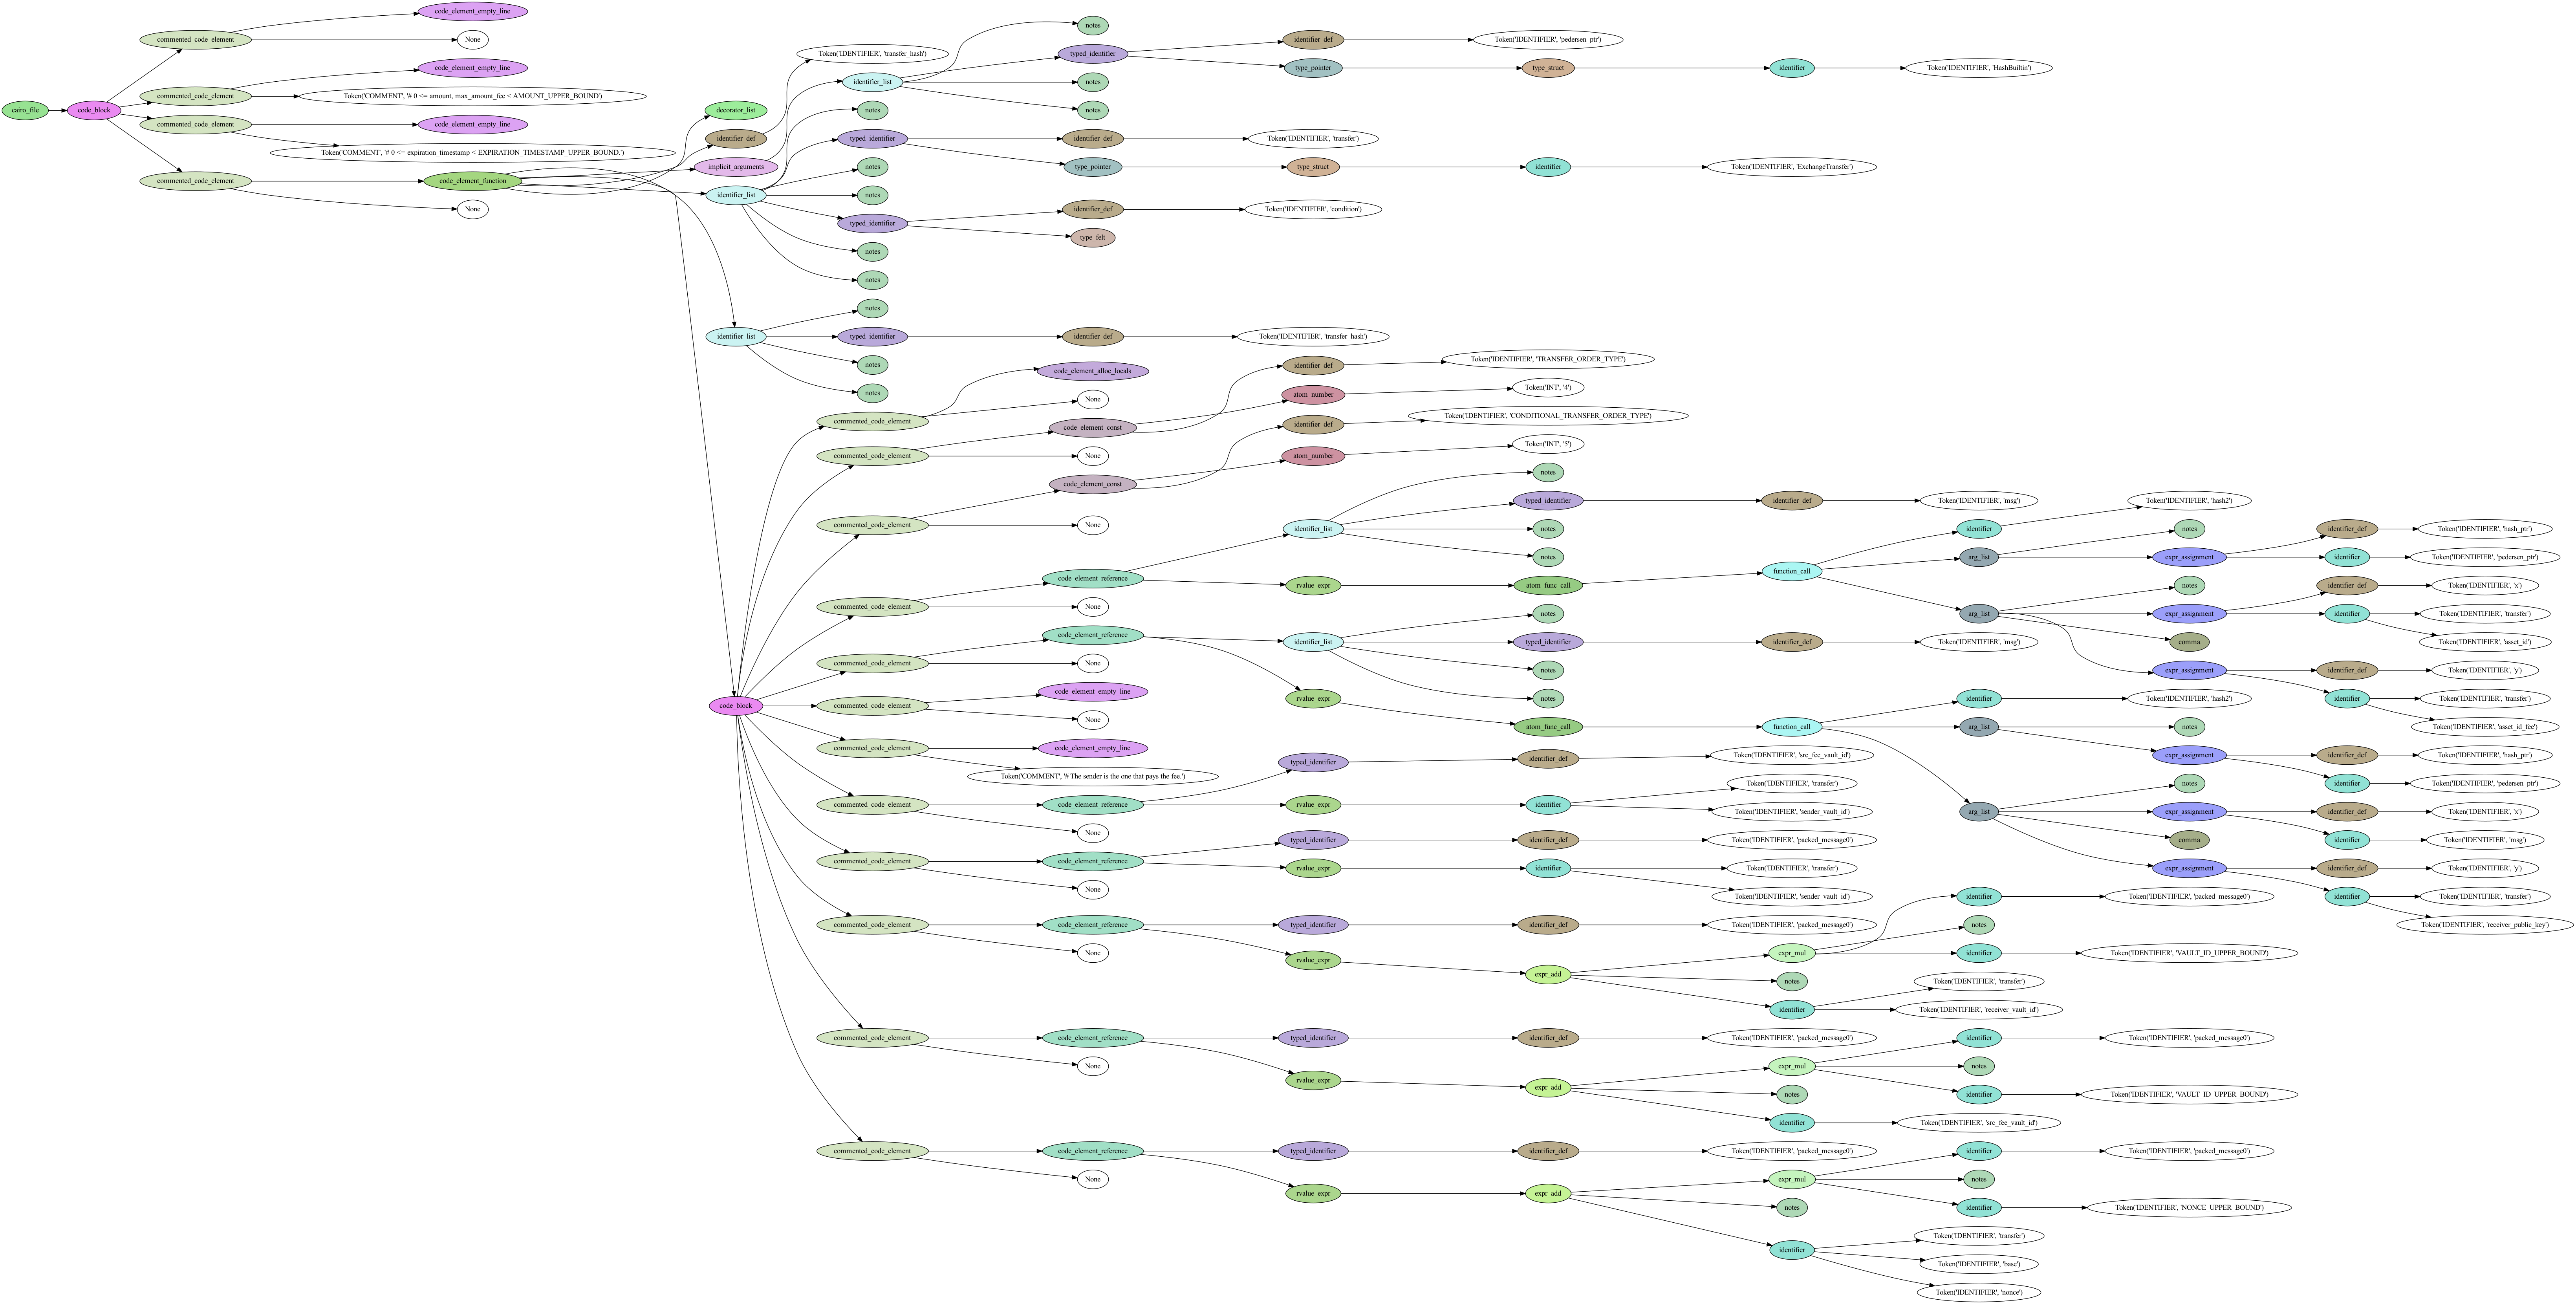 code_element_empty_line
notes
commented_code_element
None
Token('IDENTIFIER', 'transfer_hash')
typed_identifier
identifier_def
Token('IDENTIFIER', 'pedersen_ptr')
code_element_empty_line
identifier_list
notes
type_pointer
type_struct
identifier
Token('IDENTIFIER', 'HashBuiltin')
commented_code_element
Token('COMMENT', '# 0 <= amount, max_amount_fee < AMOUNT_UPPER_BOUND')
cairo_file
code_block
decorator_list
notes
notes
commented_code_element
code_element_empty_line
identifier_def
typed_identifier
identifier_def
Token('IDENTIFIER', 'transfer')
Token('COMMENT', '# 0 <= expiration_timestamp < EXPIRATION_TIMESTAMP_UPPER_BOUND.')
implicit_arguments
notes
type_pointer
type_struct
identifier
Token('IDENTIFIER', 'ExchangeTransfer')
commented_code_element
code_element_function
identifier_list
notes
None
typed_identifier
identifier_def
Token('IDENTIFIER', 'condition')
type_felt
notes
notes
notes
identifier_list
typed_identifier
identifier_def
Token('IDENTIFIER', 'transfer_hash')
notes
notes
code_element_alloc_locals
identifier_def
Token('IDENTIFIER', 'TRANSFER_ORDER_TYPE')
commented_code_element
None
atom_number
Token('INT', '4')
code_element_const
identifier_def
Token('IDENTIFIER', 'CONDITIONAL_TRANSFER_ORDER_TYPE')
commented_code_element
None
atom_number
Token('INT', '5')
code_element_const
notes
commented_code_element
None
identifier_list
typed_identifier
identifier_def
Token('IDENTIFIER', 'msg')
identifier
Token('IDENTIFIER', 'hash2')
notes
notes
notes
identifier_def
Token('IDENTIFIER', 'hash_ptr')
arg_list
expr_assignment
identifier
Token('IDENTIFIER', 'pedersen_ptr')
code_element_reference
rvalue_expr
atom_func_call
function_call
notes
identifier_def
Token('IDENTIFIER', 'x')
commented_code_element
None
notes
arg_list
expr_assignment
identifier
Token('IDENTIFIER', 'transfer')
code_element_reference
identifier_list
typed_identifier
identifier_def
Token('IDENTIFIER', 'msg')
comma
Token('IDENTIFIER', 'asset_id')
commented_code_element
None
notes
expr_assignment
identifier_def
Token('IDENTIFIER', 'y')
code_element_empty_line
rvalue_expr
notes
identifier
Token('IDENTIFIER', 'hash2')
identifier
Token('IDENTIFIER', 'transfer')
code_block
commented_code_element
None
atom_func_call
function_call
arg_list
notes
Token('IDENTIFIER', 'asset_id_fee')
commented_code_element
code_element_empty_line
typed_identifier
identifier_def
Token('IDENTIFIER', 'src_fee_vault_id')
expr_assignment
identifier_def
Token('IDENTIFIER', 'hash_ptr')
Token('COMMENT', '# The sender is the one that pays the fee.')
Token('IDENTIFIER', 'transfer')
notes
identifier
Token('IDENTIFIER', 'pedersen_ptr')
commented_code_element
code_element_reference
rvalue_expr
identifier
Token('IDENTIFIER', 'sender_vault_id')
arg_list
expr_assignment
identifier_def
Token('IDENTIFIER', 'x')
None
typed_identifier
identifier_def
Token('IDENTIFIER', 'packed_message0')
comma
identifier
Token('IDENTIFIER', 'msg')
commented_code_element
code_element_reference
rvalue_expr
identifier
Token('IDENTIFIER', 'transfer')
expr_assignment
identifier_def
Token('IDENTIFIER', 'y')
None
Token('IDENTIFIER', 'sender_vault_id')
identifier
Token('IDENTIFIER', 'packed_message0')
identifier
Token('IDENTIFIER', 'transfer')
commented_code_element
code_element_reference
typed_identifier
identifier_def
Token('IDENTIFIER', 'packed_message0')
notes
Token('IDENTIFIER', 'receiver_public_key')
None
rvalue_expr
expr_mul
identifier
Token('IDENTIFIER', 'VAULT_ID_UPPER_BOUND')
expr_add
notes
Token('IDENTIFIER', 'transfer')
identifier
Token('IDENTIFIER', 'receiver_vault_id')
commented_code_element
code_element_reference
typed_identifier
identifier_def
Token('IDENTIFIER', 'packed_message0')
identifier
Token('IDENTIFIER', 'packed_message0')
None
rvalue_expr
expr_mul
notes
expr_add
notes
identifier
Token('IDENTIFIER', 'VAULT_ID_UPPER_BOUND')
identifier
Token('IDENTIFIER', 'src_fee_vault_id')
commented_code_element
code_element_reference
typed_identifier
identifier_def
Token('IDENTIFIER', 'packed_message0')
identifier
Token('IDENTIFIER', 'packed_message0')
None
rvalue_expr
expr_add
expr_mul
notes
notes
identifier
Token('IDENTIFIER', 'NONCE_UPPER_BOUND')
Token('IDENTIFIER', 'transfer')
identifier
Token('IDENTIFIER', 'base')
Token('IDENTIFIER', 'nonce')